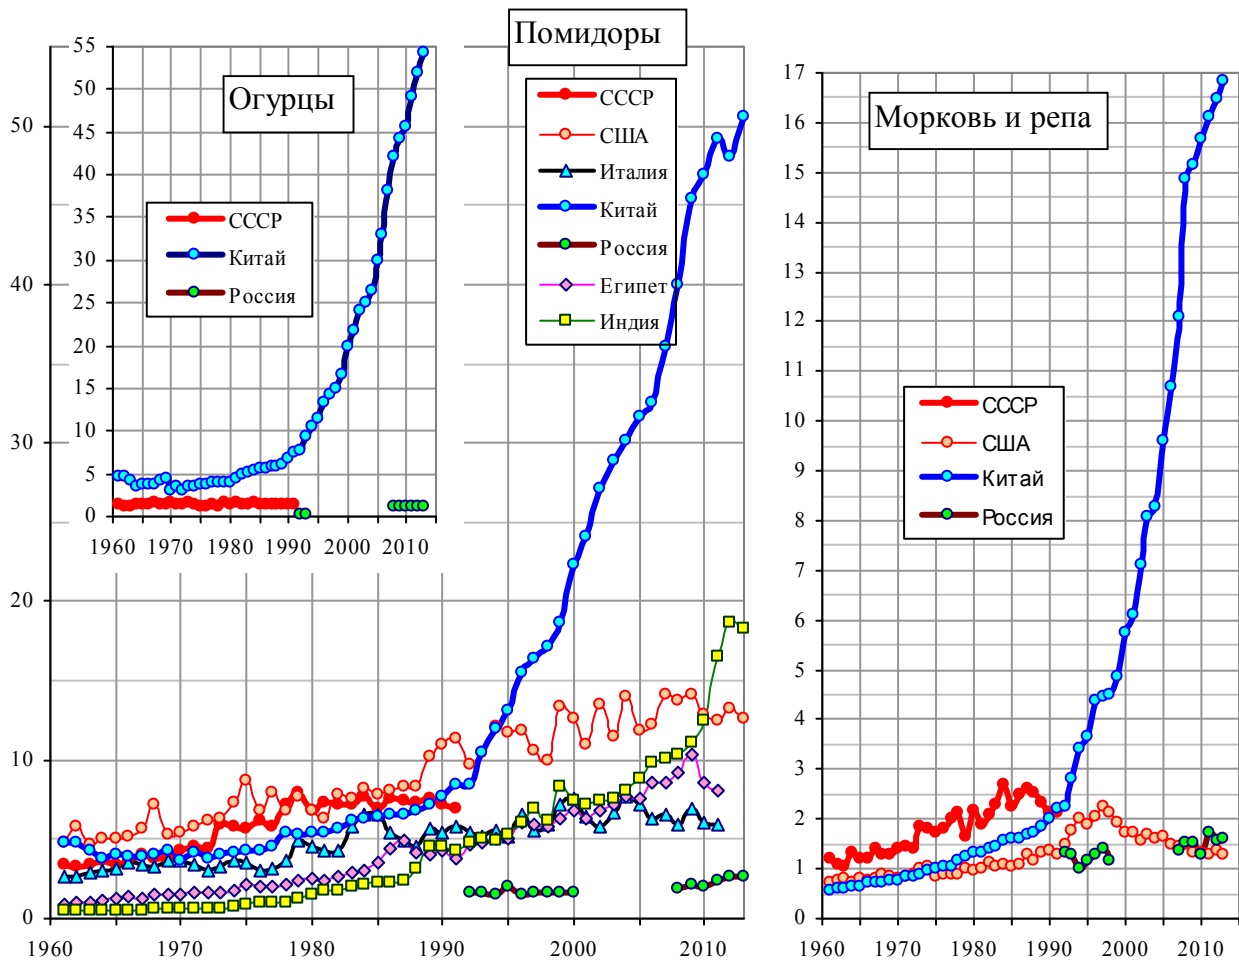 Огурцы
55
50
45
40
35
30
25
20
15
10
5
0
1960 1970 1980 1990 2000 2010
СССР
Китай
Россия
Помидоры
50
40
30
20
10
0
1960 1970 1980 1990 2000 2010
СССР
США
Италия
Китай
Россия
Египет
Индия
Морковь и репа
17
16
15
14
13
12
11
10
9
8
7
6
5
4
3
2
1
0
1960 1970 1980 1990 2000 2010
СССР
США
Китай
Россия